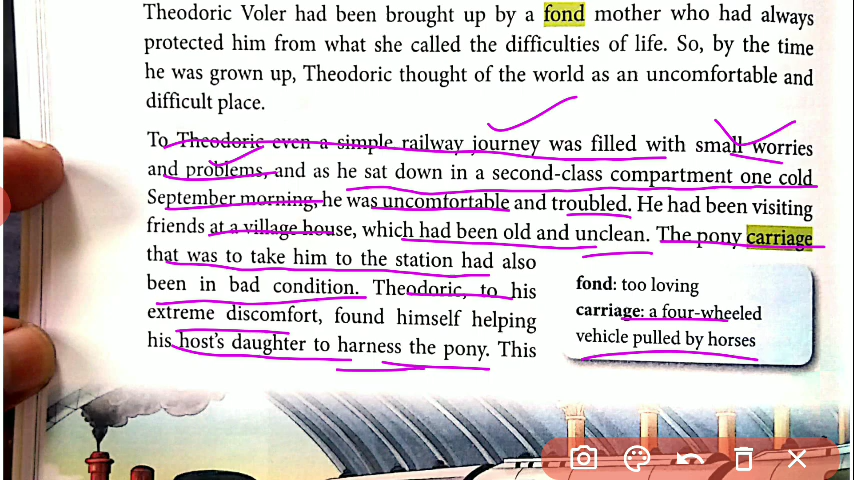 Theodoric Voler had been brought up by a fond mother who had always
protected him from what she called the difficulties of life. So, by the time
he was grown up, Theodoric thought of the world as an uncomfortable and
difficult place.
To Theodoric even a simple railway journey was filled with small worries
and problems, and as he sat down in a second-class compartment one cold
September morning, he was uncomfortable and troubled. He had been visiting
friends at a village house, which had been old and unclean. The pony carriage
that was to take him to the station had also
been in bad condition. Theodoric, to his
extreme discomfort, found himself helping
his host's daughter to harness the pony. This
fond: too loving
carriage: a four-wheeled
vehicle pulled by horses